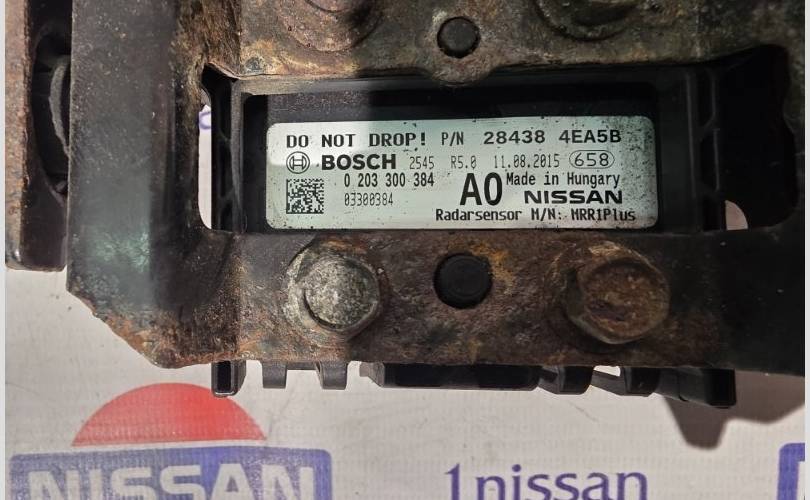 DO NOT DROP! P/N 28438 4EA5B
BOSCH 2545 R5.0 11.08.2015 658
0 203 300 384 A0 Made in Hungary
03300384 NISSAN
Radarsensor M/N: MRR1Plus
NISSAN 1nissan